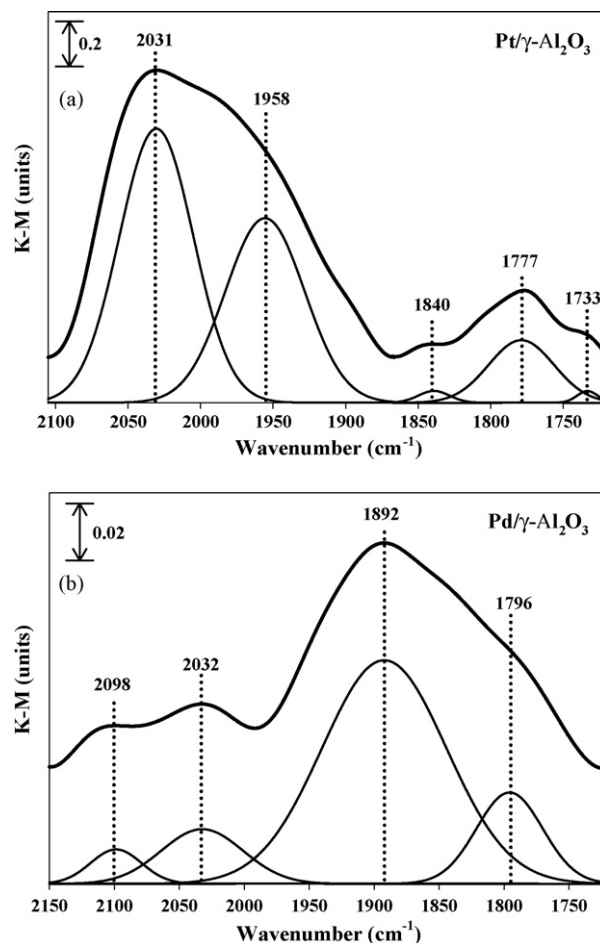 0.2
2031
Pt/γ-Al₂O₃
(a)
1958
K-M (units)
1840
1777
1733
2100 2050 2000 1950 1900 1850 1800 1750
Wavenumber (cm⁻¹)
0.02
1892
Pd/γ-Al₂O₃
(b)
1796
2032
2098
K-M (units)
2150 2100 2050 2000 1950 1900 1850 1800 1750
Wavenumber (cm⁻¹)